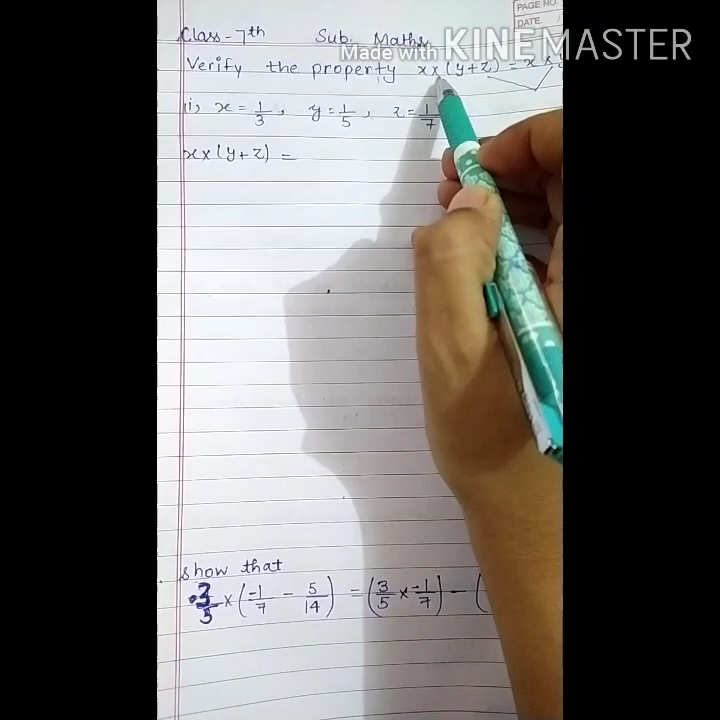 PAGE NO.
DATE
Class - 7th Sub. Maths
Made with KINEMASTER
Verify the property x×(y+z) = x×
(i) x = 1/3, y = 1/5, z = 1/7
x×(y+z) =
show that
3/5 × (-1/7 - 5/14) = (3/5 × -1/7) - (